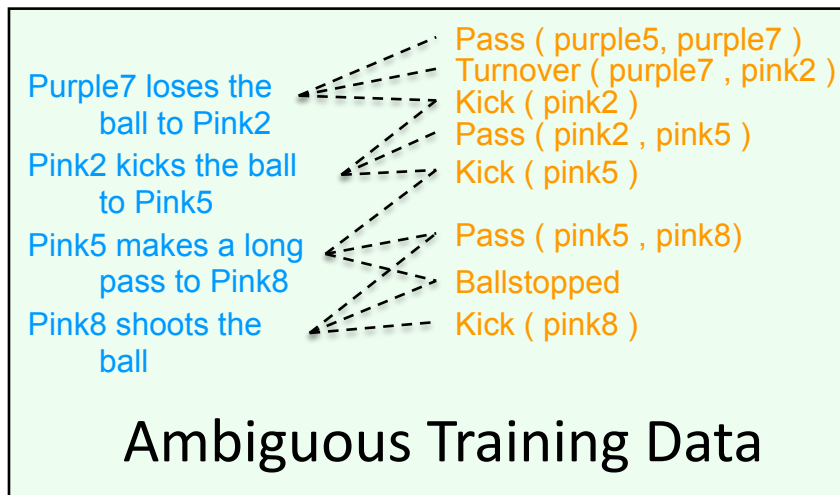 Purple7 loses the
ball to Pink2
Pink2 kicks the ball
to Pink5
Pink5 makes a long
pass to Pink8
Pink8 shoots the
ball
Pass ( purple5, purple7 )
Turnover ( purple7 , pink2 )
Kick ( pink2 )
Pass ( pink2 , pink5 )
Kick ( pink5 )
Pass ( pink5 , pink8)
Ballstopped
Kick ( pink8 )
Ambiguous Training Data